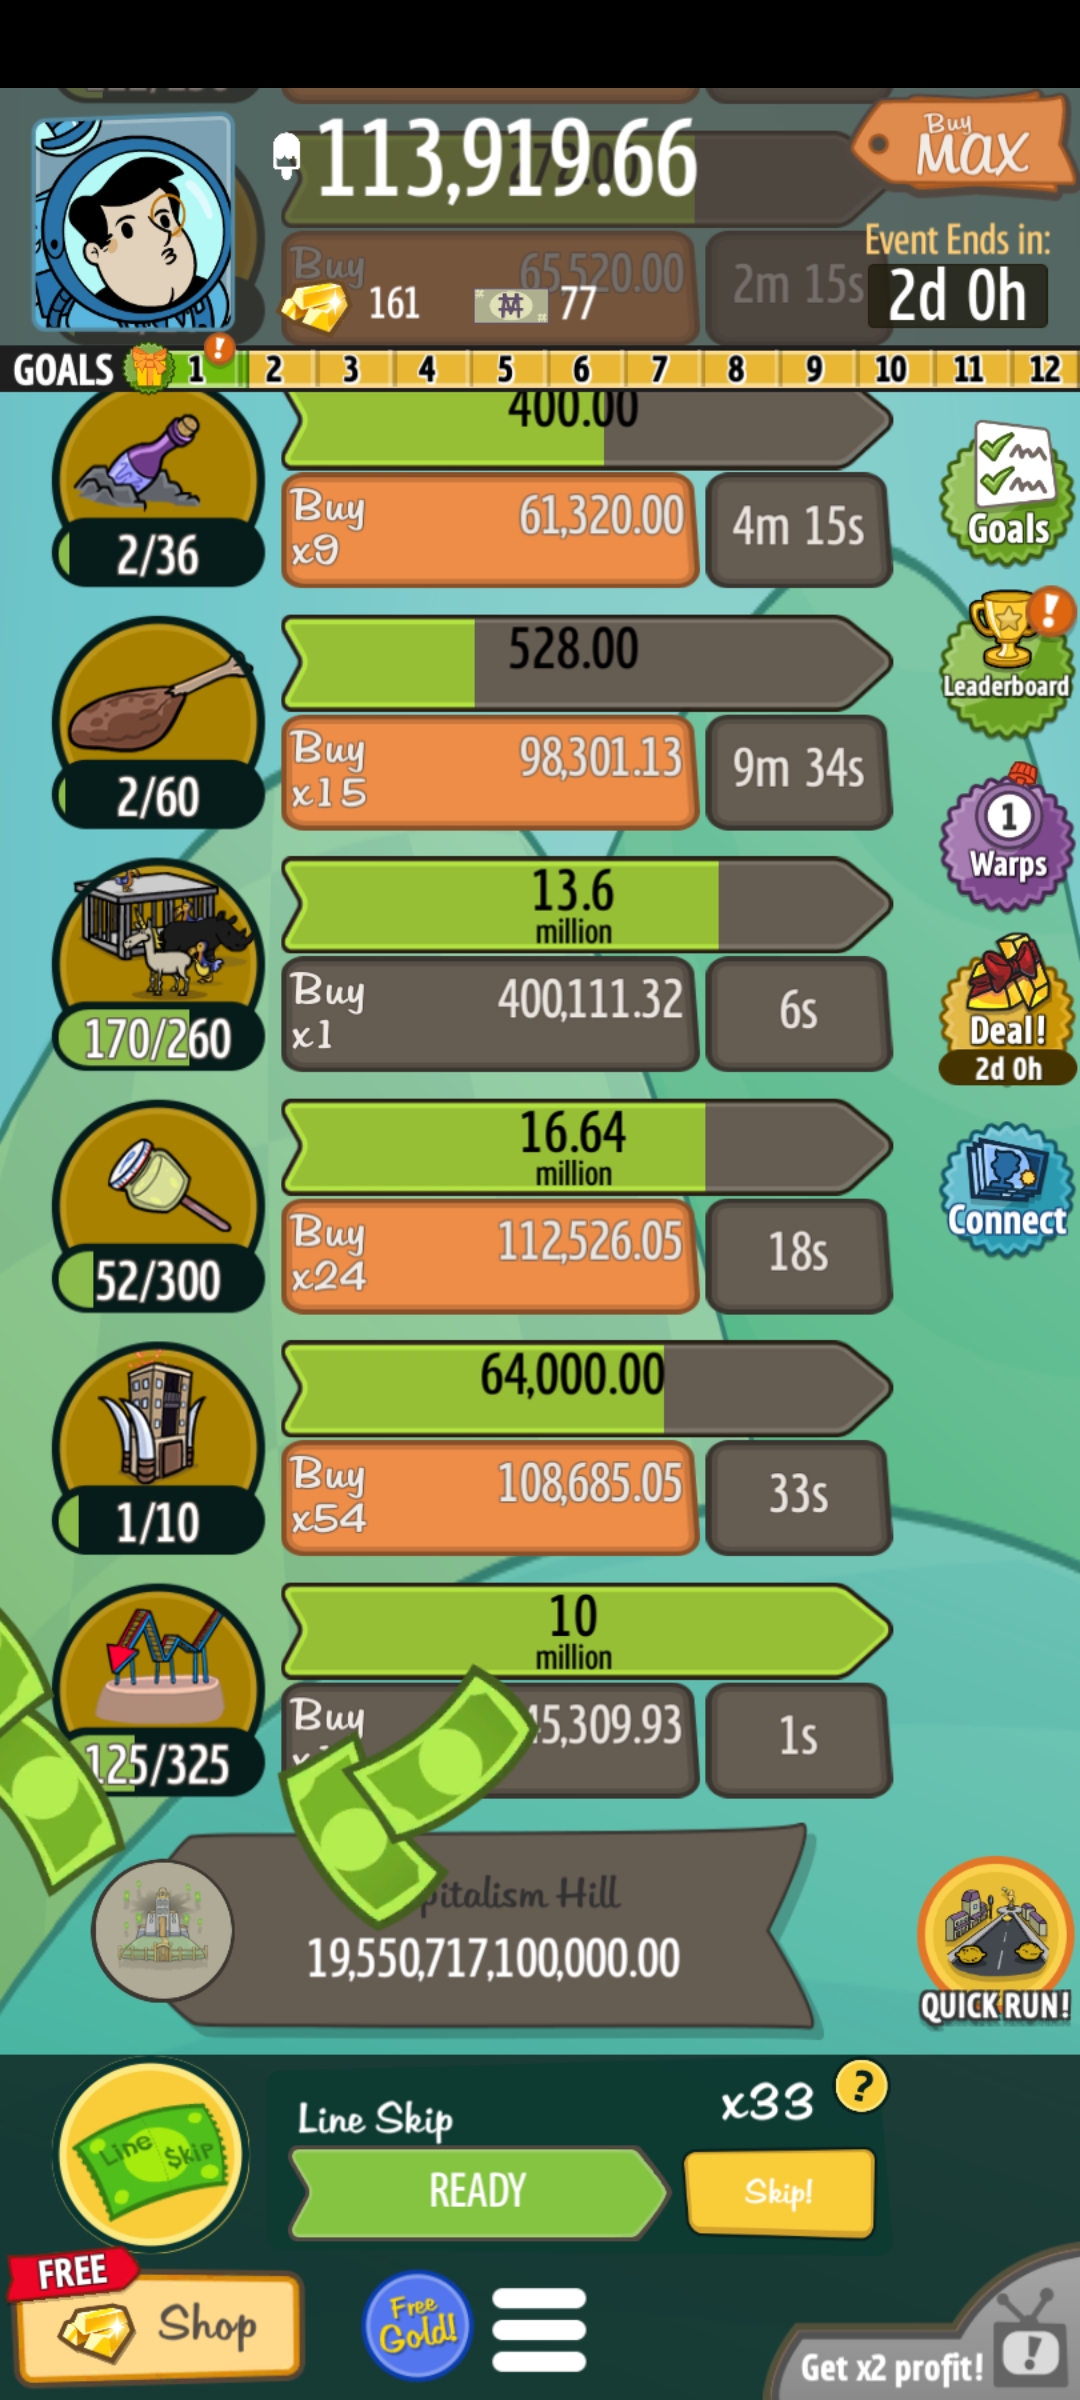 113,919.66
Buy
MAX
Buy
65,520.00
2m 15s
Event Ends in:
2d 0h
161
77
GOALS 1 2 3 4 5 6 7 8 9 10 11 12
400.00
Buy
x9
61,320.00
4m 15s
2/36
Goals
528.00
Leaderboard
Buy
x15
98,301.13
9m 34s
2/60
1
Warps
13.6
million
Buy
x1
400,111.32
6s
170/260
Deal!
2d 0h
16.64
million
Buy
x24
112,526.05
18s
52/300
Connect
64,000.00
Buy
x54
108,685.05
33s
1/10
10
million
Buy
45,309.93
1s
125/325
pitalism Hill
19,550,717,100,000.00
QUICK RUN!
Line Skip
x33
?
Line $kip
READY
Skip!
FREE
Shop
Free
Gold!
Get x2 profit!